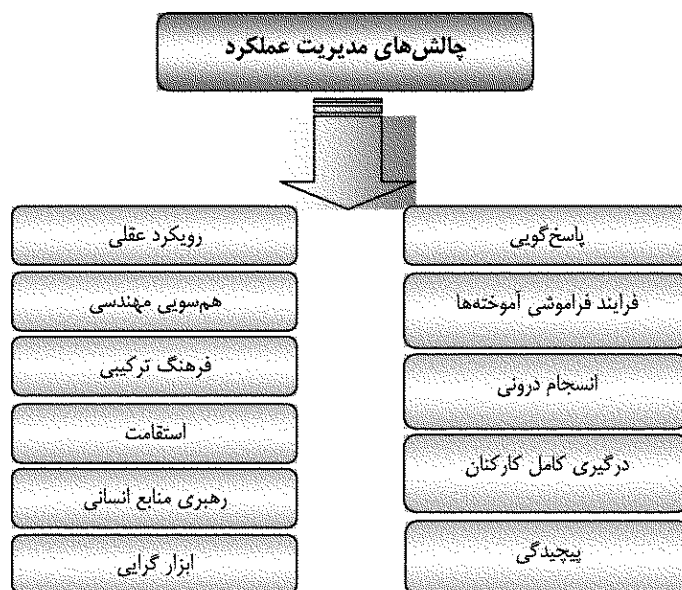 چالش‌های مدیریت عملکرد
پاسخ‌گویی
فرایند فراموشی آموخته‌ها
انسجام درونی
درگیری کامل کارکنان
پیچیدگی
رویکرد عقلی
هم‌سویی مهندسی
فرهنگ ترکیبی
استقامت
رهبری منابع انسانی
ابزار گرایی